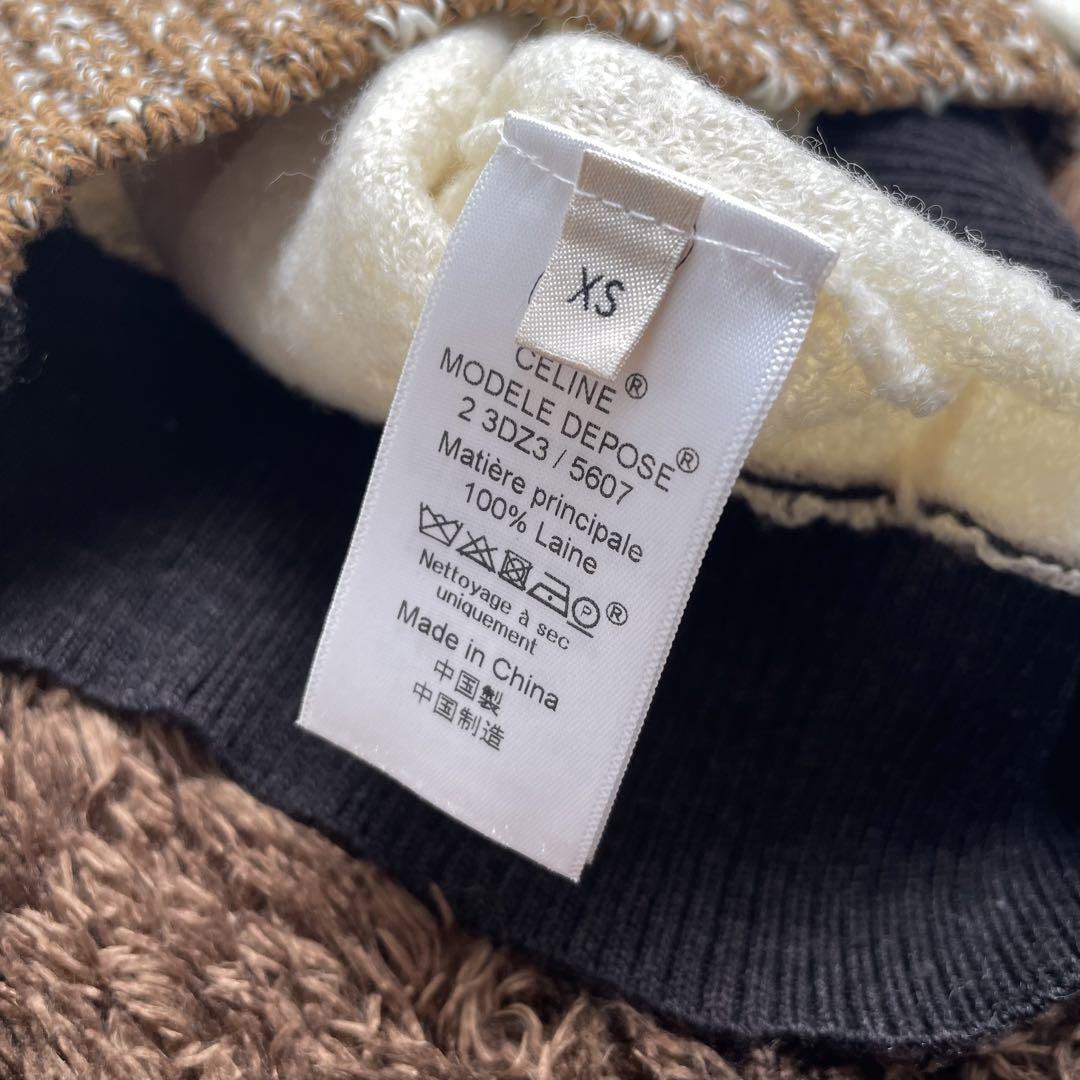 XS
CELINE®
MODELE DEPOSE®
2 3DZ3 / 5607
Matière principale
100% Laine
P ®
Nettoyage à sec
uniquement
Made in China
中国製
中国制造